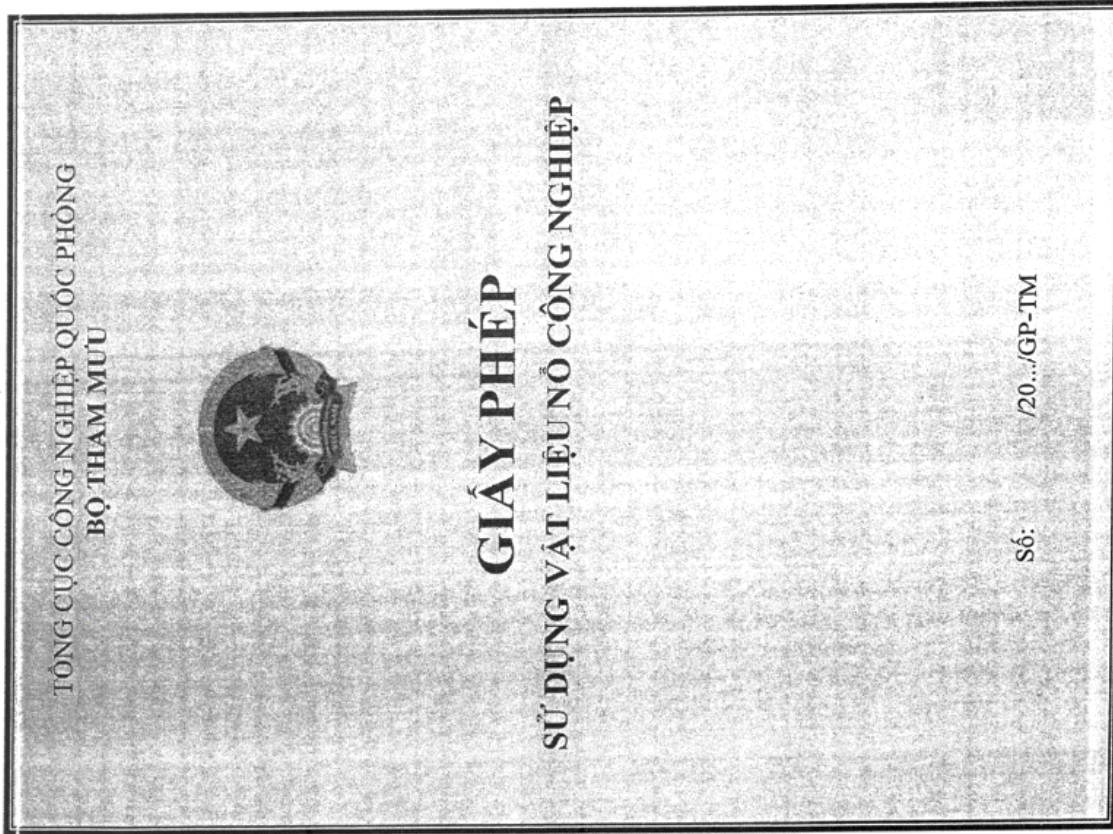 TỔNG CỤC CÔNG NGHIỆP QUỐC PHÒNG
BỘ THAM MƯU
GIẤY PHÉP
SỬ DỤNG VẬT LIỆU NỔ CÔNG NGHIỆP
Số: /20.../GP-TM